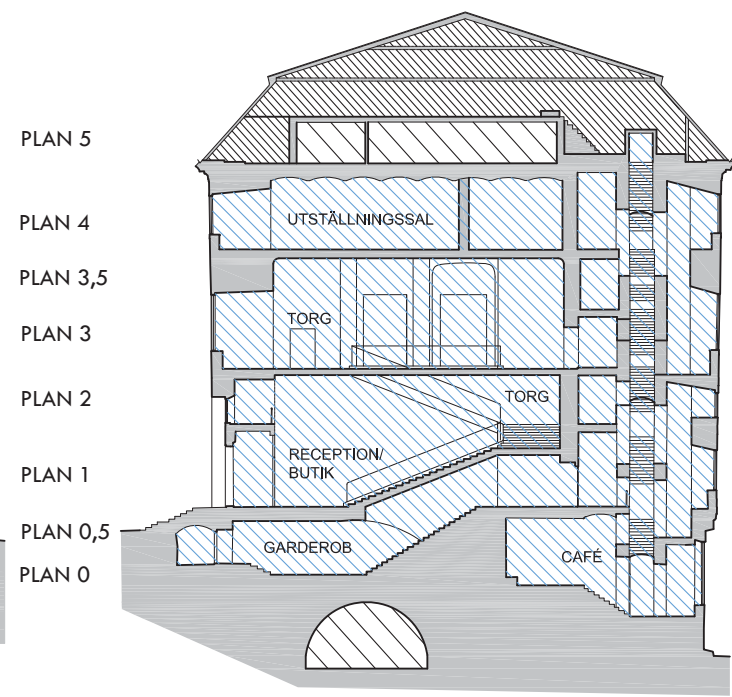 PLAN 5
PLAN 4
UTSTÄLLNINGSSAL
PLAN 3,5
TORG
PLAN 3
PLAN 2
TORG
RECEPTION/
BUTIK
PLAN 1
PLAN 0,5
GARDEROB
CAFÉ
PLAN 0